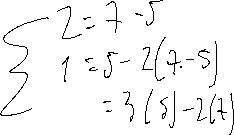 2 = 7 - 5
1 = 5 - 2(7 - 5)
= 3(5) - 2(7)